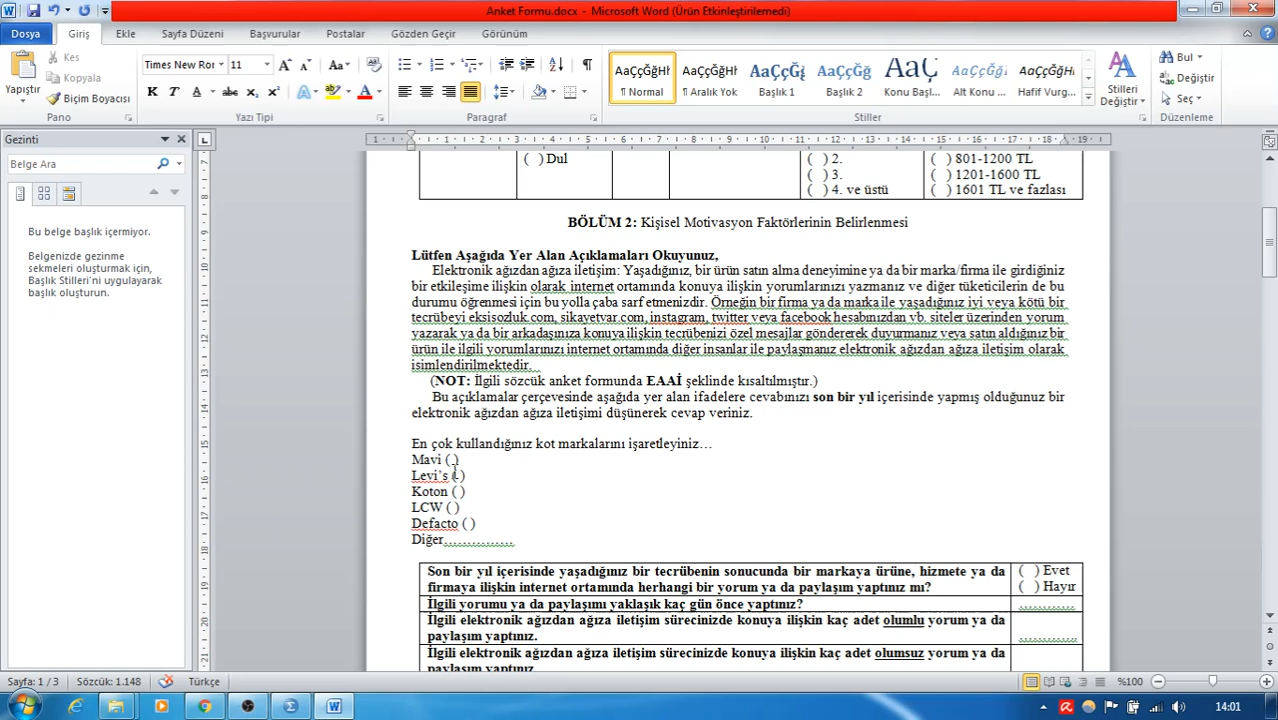 Anket Formu.docx - Microsoft Word (Ürün Etkinleştirilemedi)
Dosya Giriş Ekle Sayfa Düzeni Başvurular Postalar Gözden Geçir Görünüm
Yapıştır
Kes
Kopyala
Biçim Boyacısı
Pano
Times New Ror 11
Yazı Tipi
Paragraf
AaÇçĞğHł AaÇçĞğHł AaÇçĞğ AaÇçĞğ AaÇç AaÇçĞğH AaÇçĞğHł
¶ Normal ¶ Aralık Yok Başlık 1 Başlık 2 Konu Başl... Alt Konu ... Hafif Vurg...
Stiller
Stilleri Değiştir
Bul
Değiştir
Seç
Düzenleme
Gezinti
Belge Ara
Bu belge başlık içermiyor.
Belgenizde gezinme
sekmeleri oluşturmak için,
Başlık Stilleri'ni uygulayarak
başlık oluşturun.
( ) Dul ( ) 2. ( ) 801-1200 TL
( ) 3. ( ) 1201-1600 TL
( ) 4. ve üstü ( ) 1601 TL ve fazlası
BÖLÜM 2: Kişisel Motivasyon Faktörlerinin Belirlenmesi
Lütfen Aşağıda Yer Alan Açıklamaları Okuyunuz,
Elektronik ağızdan ağıza iletişim: Yaşadığınız, bir ürün satın alma deneyimine ya da bir marka/firma ile girdiğiniz
bir etkileşime ilişkin olarak internet ortamında konuya ilişkin yorumlarınızı yazmanız ve diğer tüketicilerin de bu
durumu öğrenmesi için bu yolla çaba sarf etmenizdir. Örneğin bir firma ya da marka ile yaşadığınız iyi veya kötü bir
tecrübeyi eksisozluk.com, sikayetvar.com, instagram, twitter veya facebook hesabınızdan vb. siteler üzerinden yorum
yazarak ya da bir arkadaşınıza konuya ilişkin tecrübenizi özel mesajlar göndererek duyurmanız veya satın aldığınız bir
ürün ile ilgili yorumlarınızı internet ortamında diğer insanlar ile paylaşmanız elektronik ağızdan ağıza iletişim olarak
isimlendirilmektedir.
(NOT: İlgili sözcük anket formunda EAAİ şeklinde kısaltılmıştır.)
Bu açıklamalar çerçevesinde aşağıda yer alan ifadelere cevabınızı son bir yıl içerisinde yapmış olduğunuz bir
elektronik ağızdan ağıza iletişimi düşünerek cevap veriniz.
En çok kullandığınız kot markalarını işaretleyiniz…
Mavi ( )
Levi’s ( )
Koton ( )
LCW ( )
Defacto ( )
Diğer……………
Son bir yıl içerisinde yaşadığınız bir tecrübenin sonucunda bir markaya ürüne, hizmete ya da ( ) Evet
firmaya ilişkin internet ortamında herhangi bir yorum ya da paylaşım yaptınız mı? ( ) Hayır
İlgili yorumu ya da paylaşımı yaklaşık kaç gün önce yaptınız? …………
İlgili elektronik ağızdan ağıza iletişim sürecinizde konuya ilişkin kaç adet olumlu yorum ya da
paylaşım yaptınız. ………….
İlgili elektronik ağızdan ağıza iletişim sürecinizde konuya ilişkin kaç adet olumsuz yorum ya da
paylaşım yaptınız.
Sayfa: 1 / 3 Sözcük: 1.148 Türkçe %100
14:01